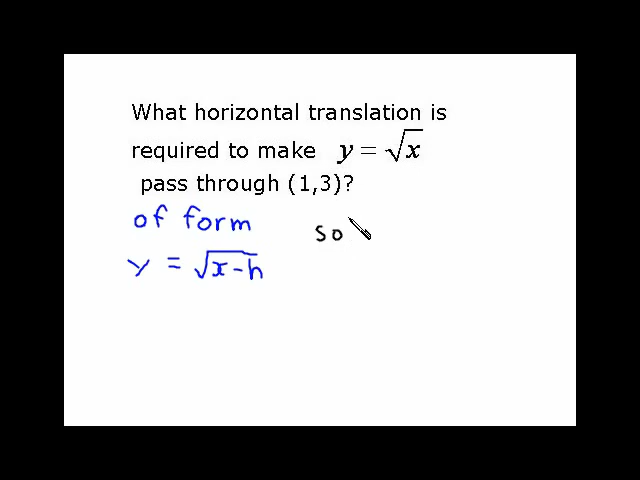 What horizontal translation is
required to make y = √x
pass through (1,3)?
of form
so
y = √x-h